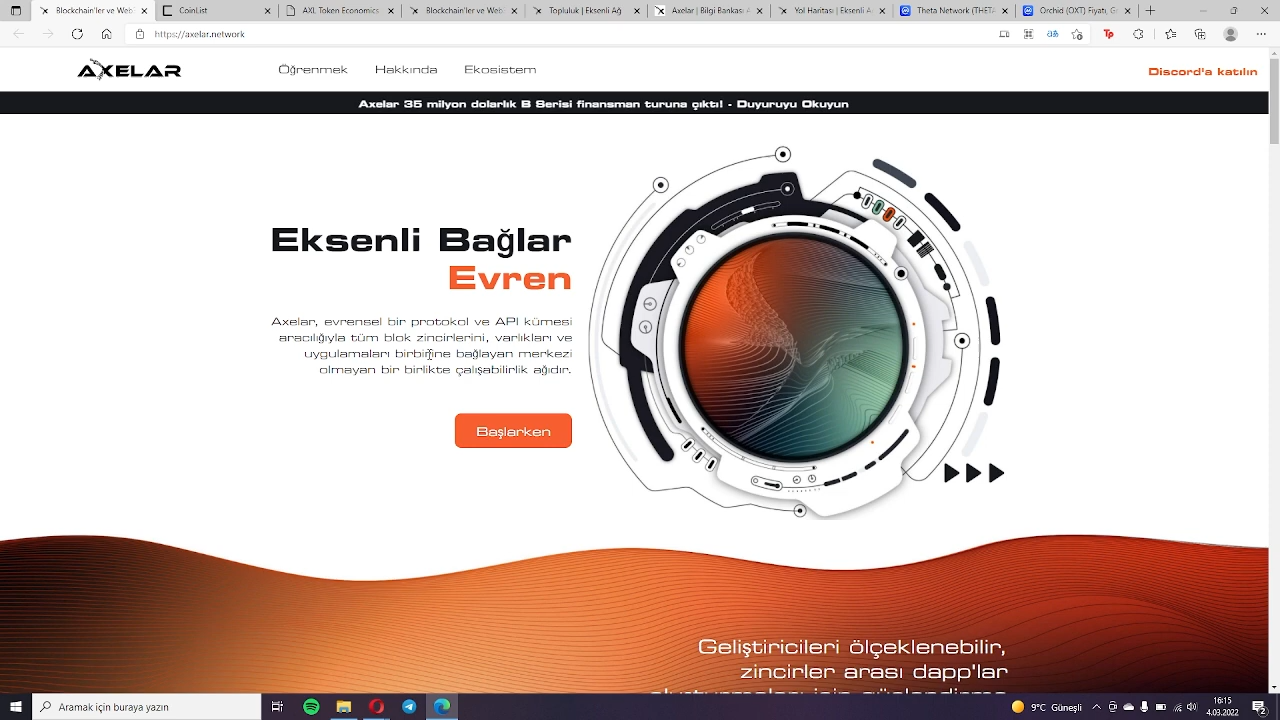 Blockchain'ler ve Web
Coinlist
AXL Token Economics
Blockchain'ler ve Web
Topluluk | Eksenli Ağ
Axelar | Bilgi Bankası
Yol Haritası | Eksenli A
Theta Network (THETA
Orchid (OXT) Fiyatı, G
https://axelar.network
AXELAR
Öğrenmek
Hakkında
Ekosistem
Discord'a katılın
Axelar 35 milyon dolarlık B Serisi finansman turuna çıktı! - Duyuruyu Okuyun
Eksenli Bağlar
Evren
Axelar, evrensel bir protokol ve API kümesi
aracılığıyla tüm blok zincirlerini, varlıkları ve
uygulamaları birbirine bağlayan merkezi
olmayan bir birlikte çalışabilirlik ağıdır.
Başlarken
Geliştiricileri ölçeklenebilir,
zincirler arası dapp'lar
Aramak için buraya yazın
9°C Güneşli
16:15
4.03.2022
2